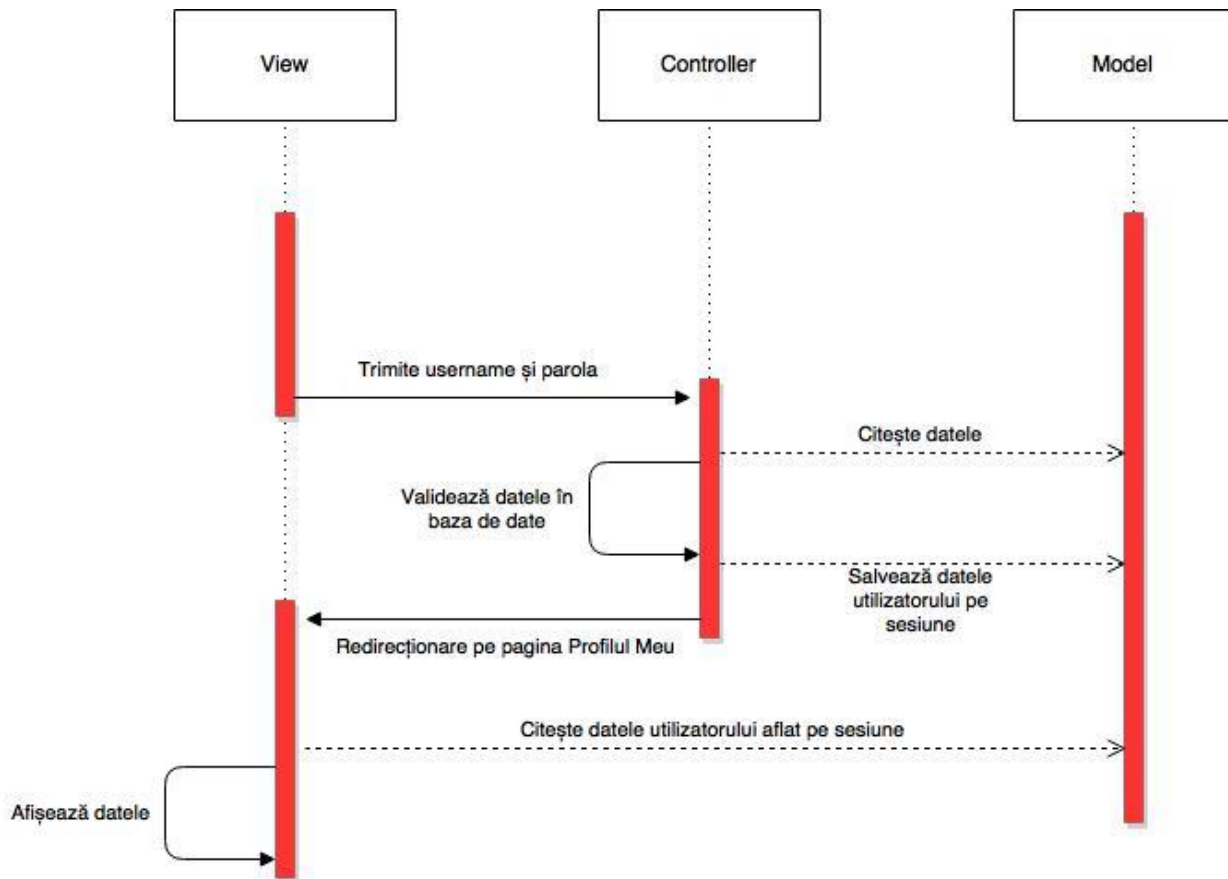 View
Controller
Model
Trimite username și parola
Citește datele
Validează datele în
baza de date
Salvează datele
utilizatorului pe
sesiune
Redirecționare pe pagina Profilul Meu
Citește datele utilizatorului aflat pe sesiune
Afișează datele